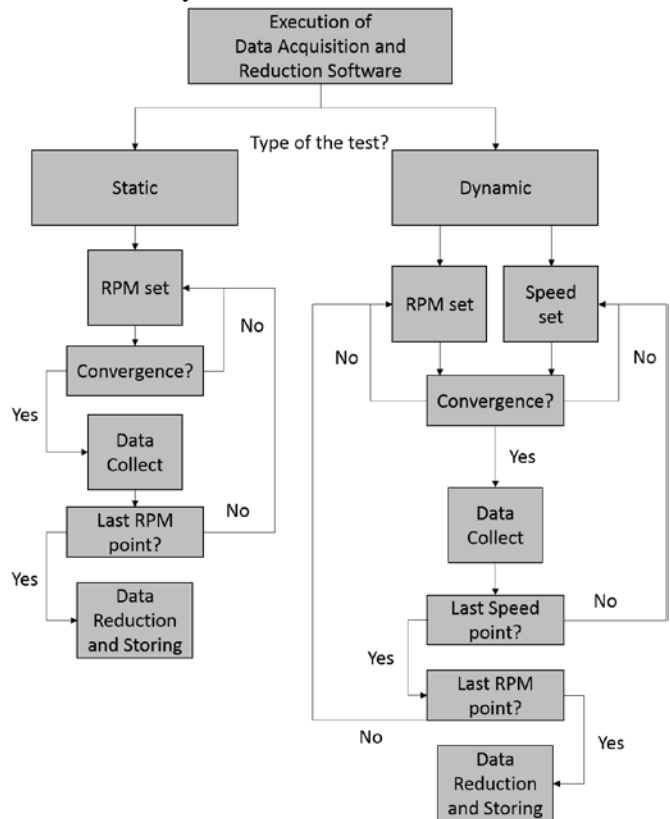 Execution of
Data Acquisition and
Reduction Software
Type of the test?
Static
RPM set
No
Convergence?
Yes
Data
Collect
No
Last RPM
point?
Yes
Data
Reduction
and Storing
Dynamic
RPM set
Speed
set
No
No
Convergence?
Yes
Data
Collect
No
Last Speed
point?
Yes
Last RPM
point?
No
Yes
Data
Reduction
and Storing